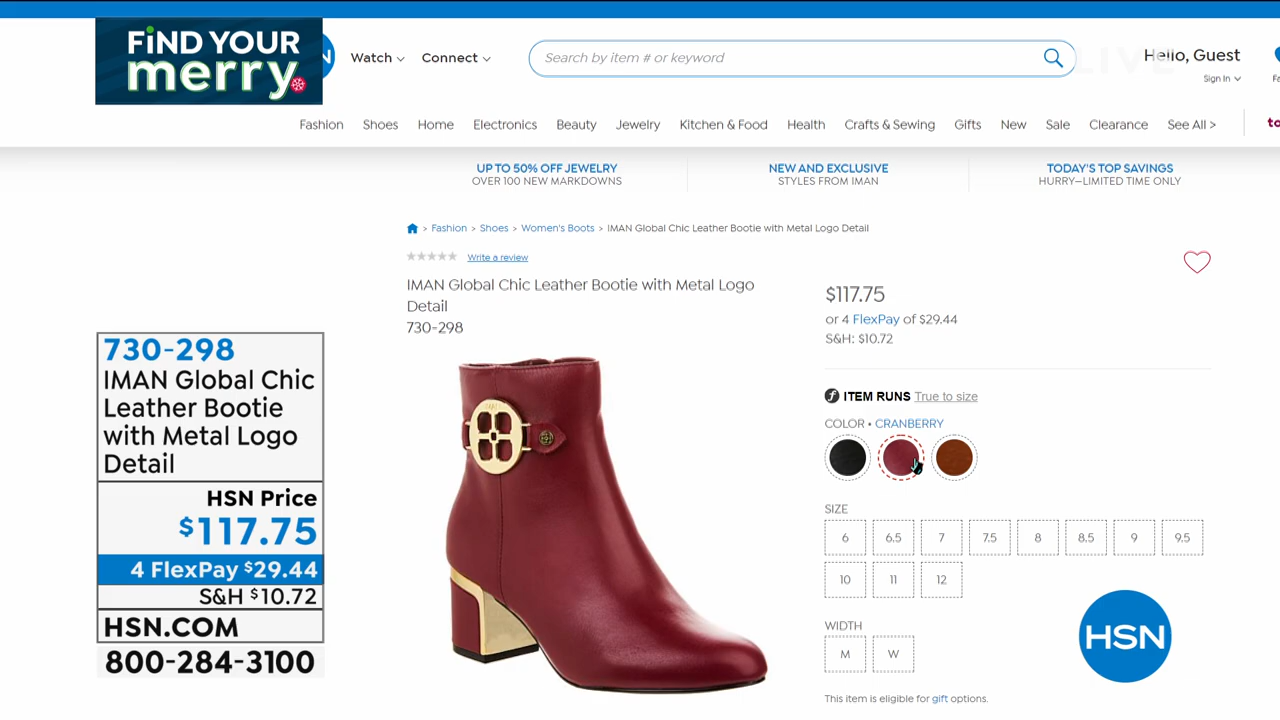 FiND YOUR
merry
N
Watch
Connect
Search by item # or keyword
LIVE
Hello, Guest
Sign In
Fa
Fashion
Shoes
Home
Electronics
Beauty
Jewelry
Kitchen & Food
Health
Crafts & Sewing
Gifts
New
Sale
Clearance
See All >
to
UP TO 50% OFF JEWELRY
OVER 100 NEW MARKDOWNS
NEW AND EXCLUSIVE
STYLES FROM IMAN
TODAY'S TOP SAVINGS
HURRY—LIMITED TIME ONLY
> Fashion > Shoes > Women's Boots > IMAN Global Chic Leather Bootie with Metal Logo Detail
Write a review
IMAN Global Chic Leather Bootie with Metal Logo
Detail
730-298
$117.75
or 4 FlexPay of $29.44
S&H: $10.72
ITEM RUNS True to size
COLOR • CRANBERRY
SIZE
6 6.5 7 7.5 8 8.5 9 9.5
10 11 12
WIDTH
M W
This item is eligible for gift options.
730-298
IMAN Global Chic
Leather Bootie
with Metal Logo
Detail
HSN Price
$117.75
4 FlexPay $29.44
S&H $10.72
HSN.COM
800-284-3100
HSN